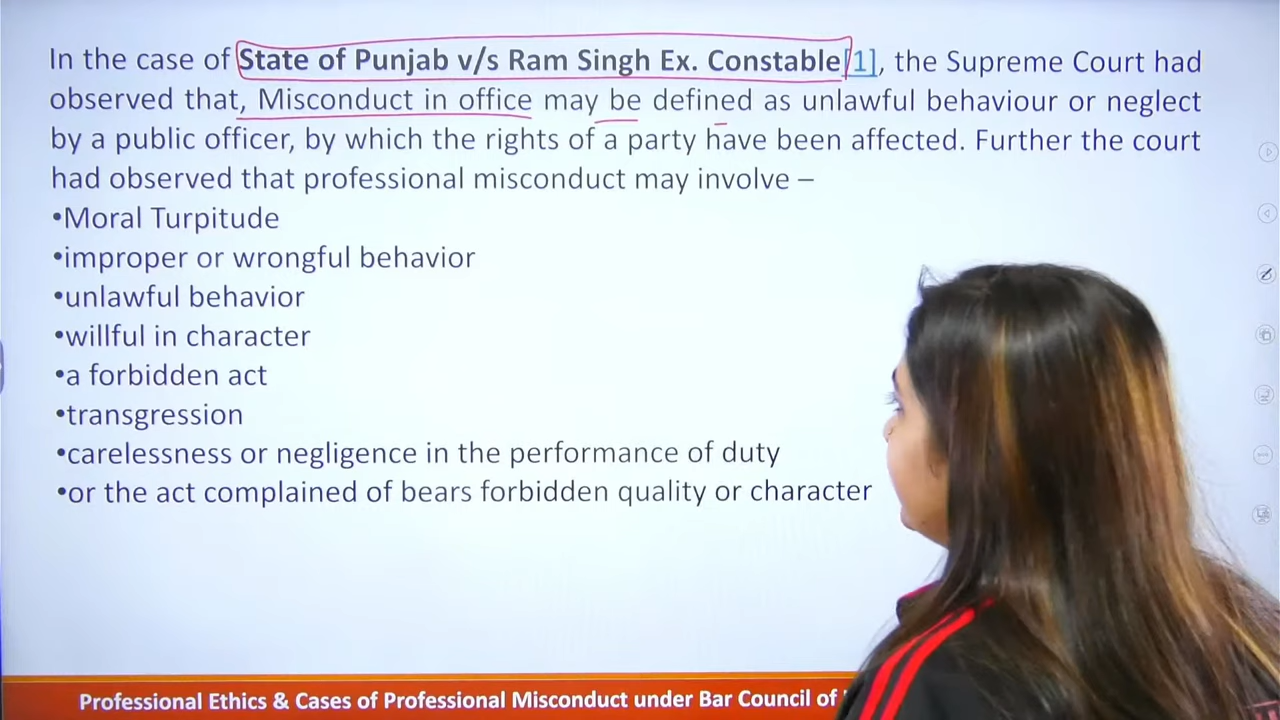 In the case of State of Punjab v/s Ram Singh Ex. Constable[1], the Supreme Court had
observed that, Misconduct in office may be defined as unlawful behaviour or neglect
by a public officer, by which the rights of a party have been affected. Further the court
had observed that professional misconduct may involve –
•Moral Turpitude
•improper or wrongful behavior
•unlawful behavior
•willful in character
•a forbidden act
•transgression
•carelessness or negligence in the performance of duty
•or the act complained of bears forbidden quality or character
Professional Ethics & Cases of Professional Misconduct under Bar Council of